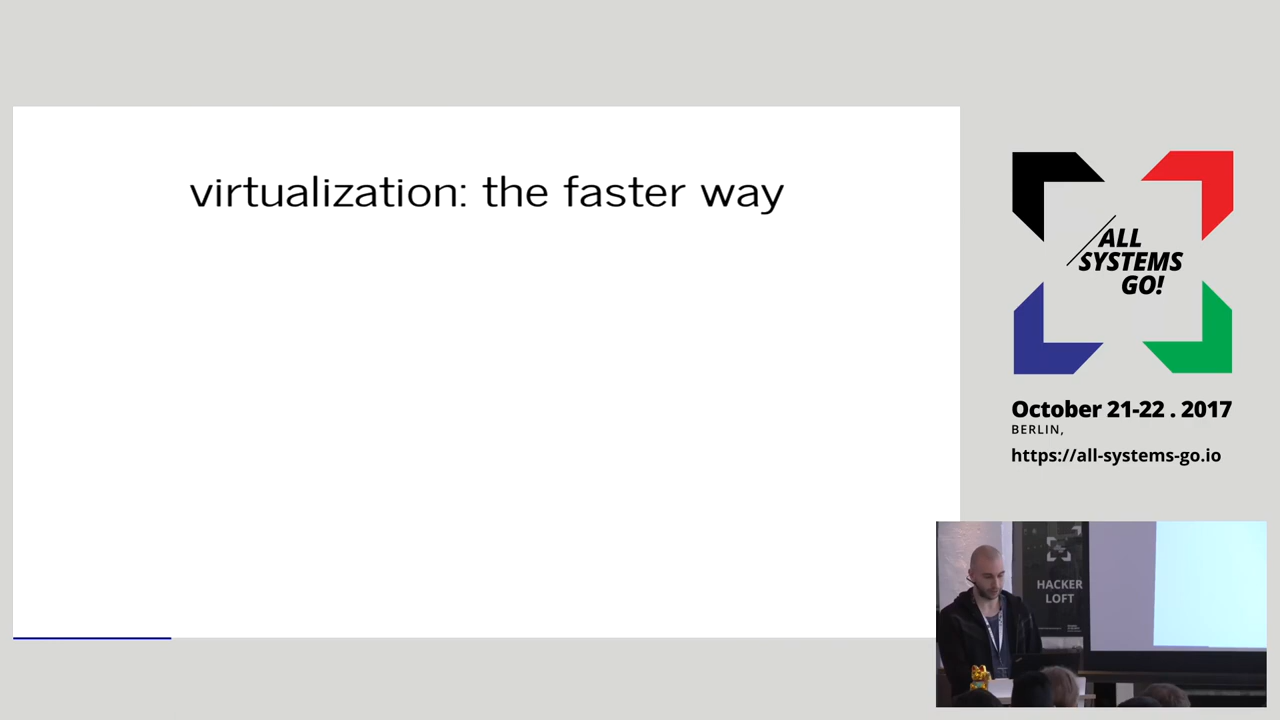 virtualization: the faster way
ALL
SYSTEMS
GO!
October 21-22 . 2017
BERLIN,
https://all-systems-go.io
HACKER
LOFT